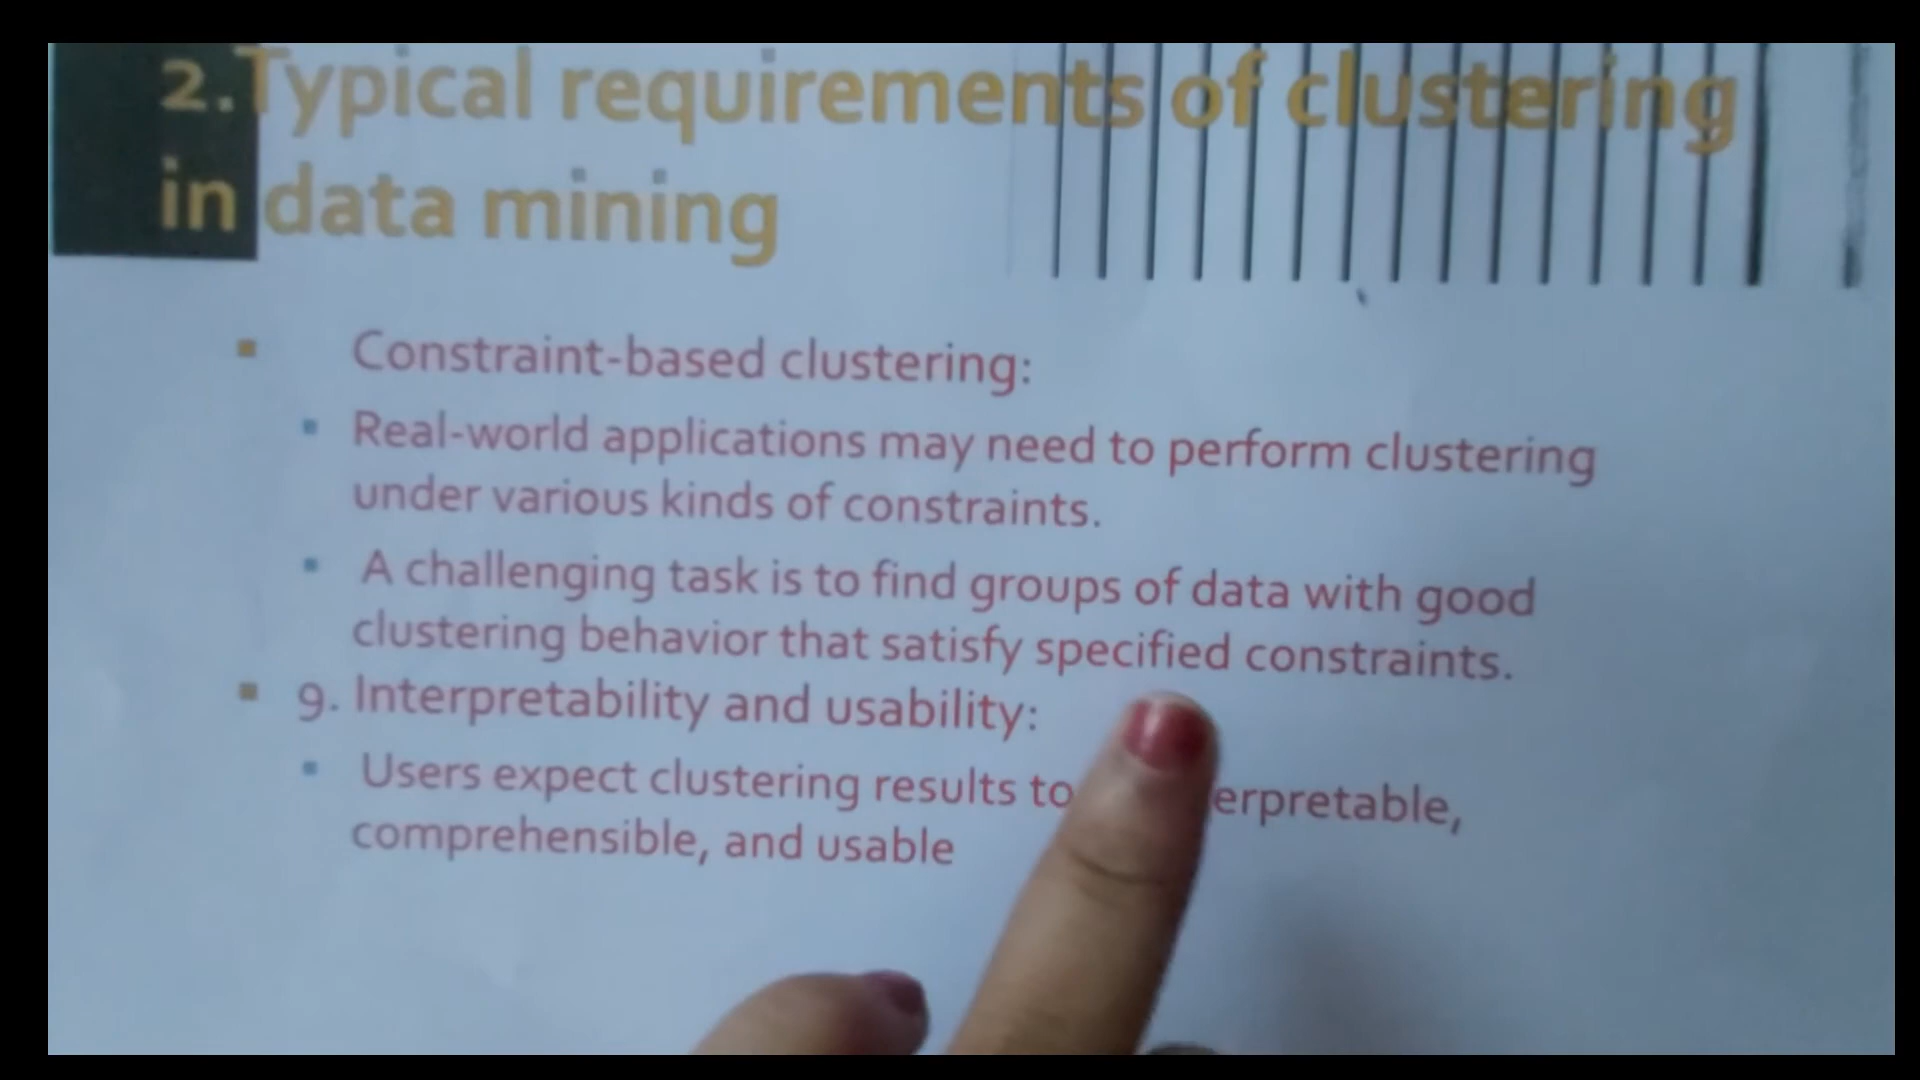 2.Typical requirements of clustering
in data mining
Constraint-based clustering:
Real-world applications may need to perform clustering
under various kinds of constraints.
A challenging task is to find groups of data with good
clustering behavior that satisfy specified constraints.
9. Interpretability and usability:
Users expect clustering results to erpretable,
comprehensible, and usable